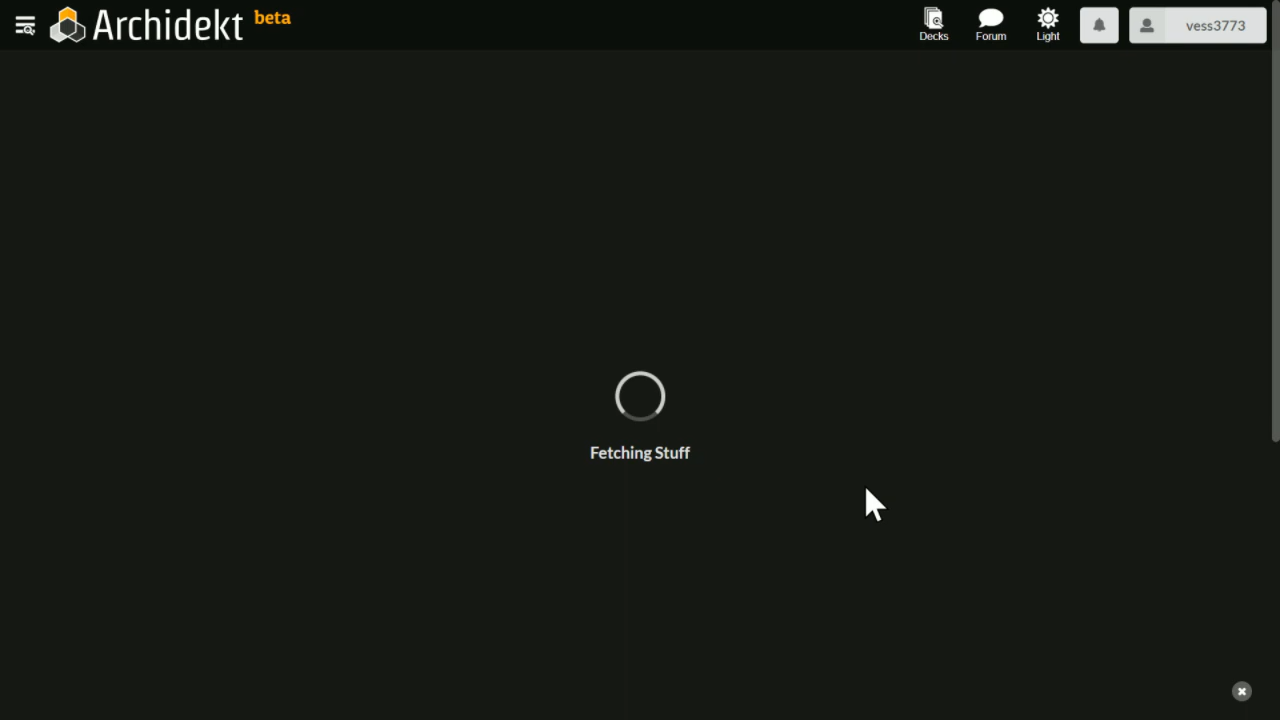 Archidekt beta
Decks
Forum
Light
vess3773
Fetching Stuff